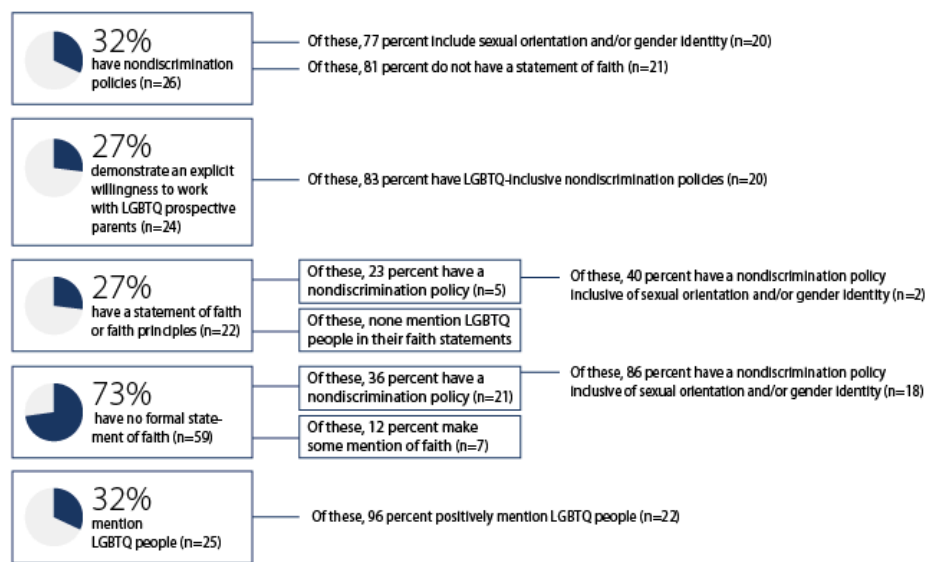 32%
have nondiscrimination
policies (n=26)
Of these, 77 percent include sexual orientation and/or gender identity (n=20)
Of these, 81 percent do not have a statement of faith (n=21)
27%
demonstrate an explicit
willingness to work
with LGBTQ prospective
parents (n=24)
Of these, 83 percent have LGBTQ-inclusive nondiscrimination policies (n=20)
27%
have a statement of faith
or faith principles (n=22)
Of these, 23 percent have a
nondiscrimination policy (n=5)
Of these, 40 percent have a nondiscrimination policy
inclusive of sexual orientation and/or gender identity (n=2)
Of these, none mention LGBTQ
people in their faith statements
73%
have no formal state-
ment of faith (n=59)
Of these, 36 percent have a
nondiscrimination policy (n=21)
Of these, 86 percent have a nondiscrimination policy
inclusive of sexual orientation and/or gender identity (n=18)
Of these, 12 percent make
some mention of faith (n=7)
32%
mention
LGBTQ people (n=25)
Of these, 96 percent positively mention LGBTQ people (n=22)